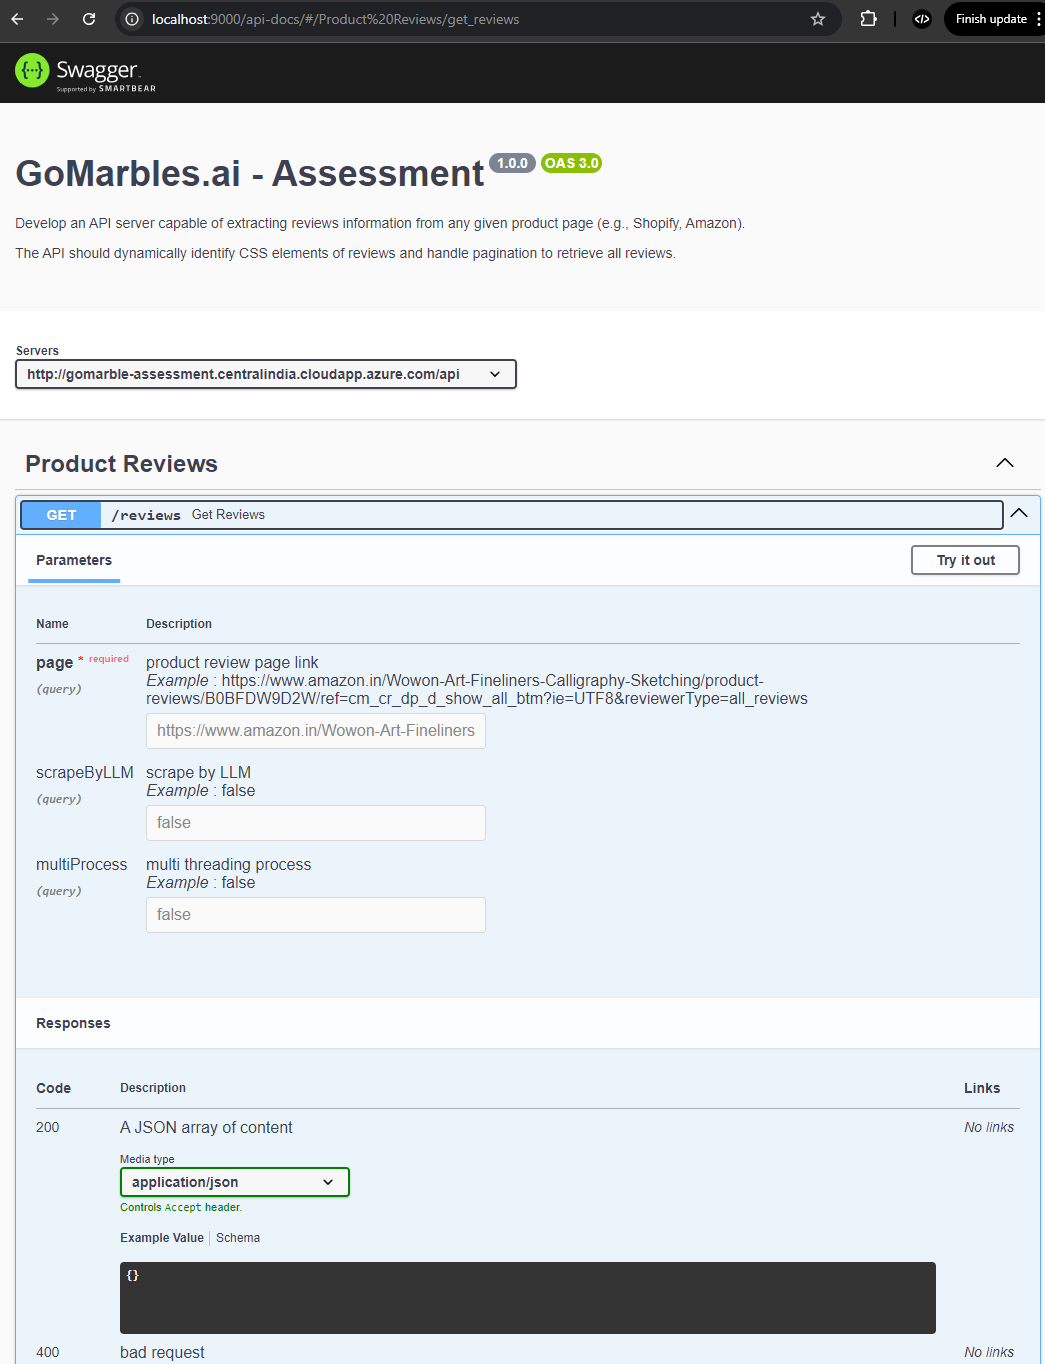 localhost:9000/api-docs/#/Product%20Reviews/get_reviews
Finish update
Swagger
Supported by SMARTBEAR
GoMarbles.ai - Assessment 1.0.0 OAS 3.0
Develop an API server capable of extracting reviews information from any given product page (e.g., Shopify, Amazon).
The API should dynamically identify CSS elements of reviews and handle pagination to retrieve all reviews.
Servers
http://gomarble-assessment.centralindia.cloudapp.azure.com/api
Product Reviews
GET /reviews Get Reviews
Parameters
Try it out
Name Description
page * required
(query)
product review page link
Example : https://www.amazon.in/Wowon-Art-Fineliners-Calligraphy-Sketching/product-
reviews/B0BFDW9D2W/ref=cm_cr_dp_d_show_all_btm?ie=UTF8&reviewerType=all_reviews
https://www.amazon.in/Wowon-Art-Fineliners
scrapeByLLM
(query)
scrape by LLM
Example : false
false
multiProcess
(query)
multi threading process
Example : false
false
Responses
Code Description Links
200 A JSON array of content No links
Media type
application/json
Controls Accept header.
Example Value Schema
{}
400 bad request No links